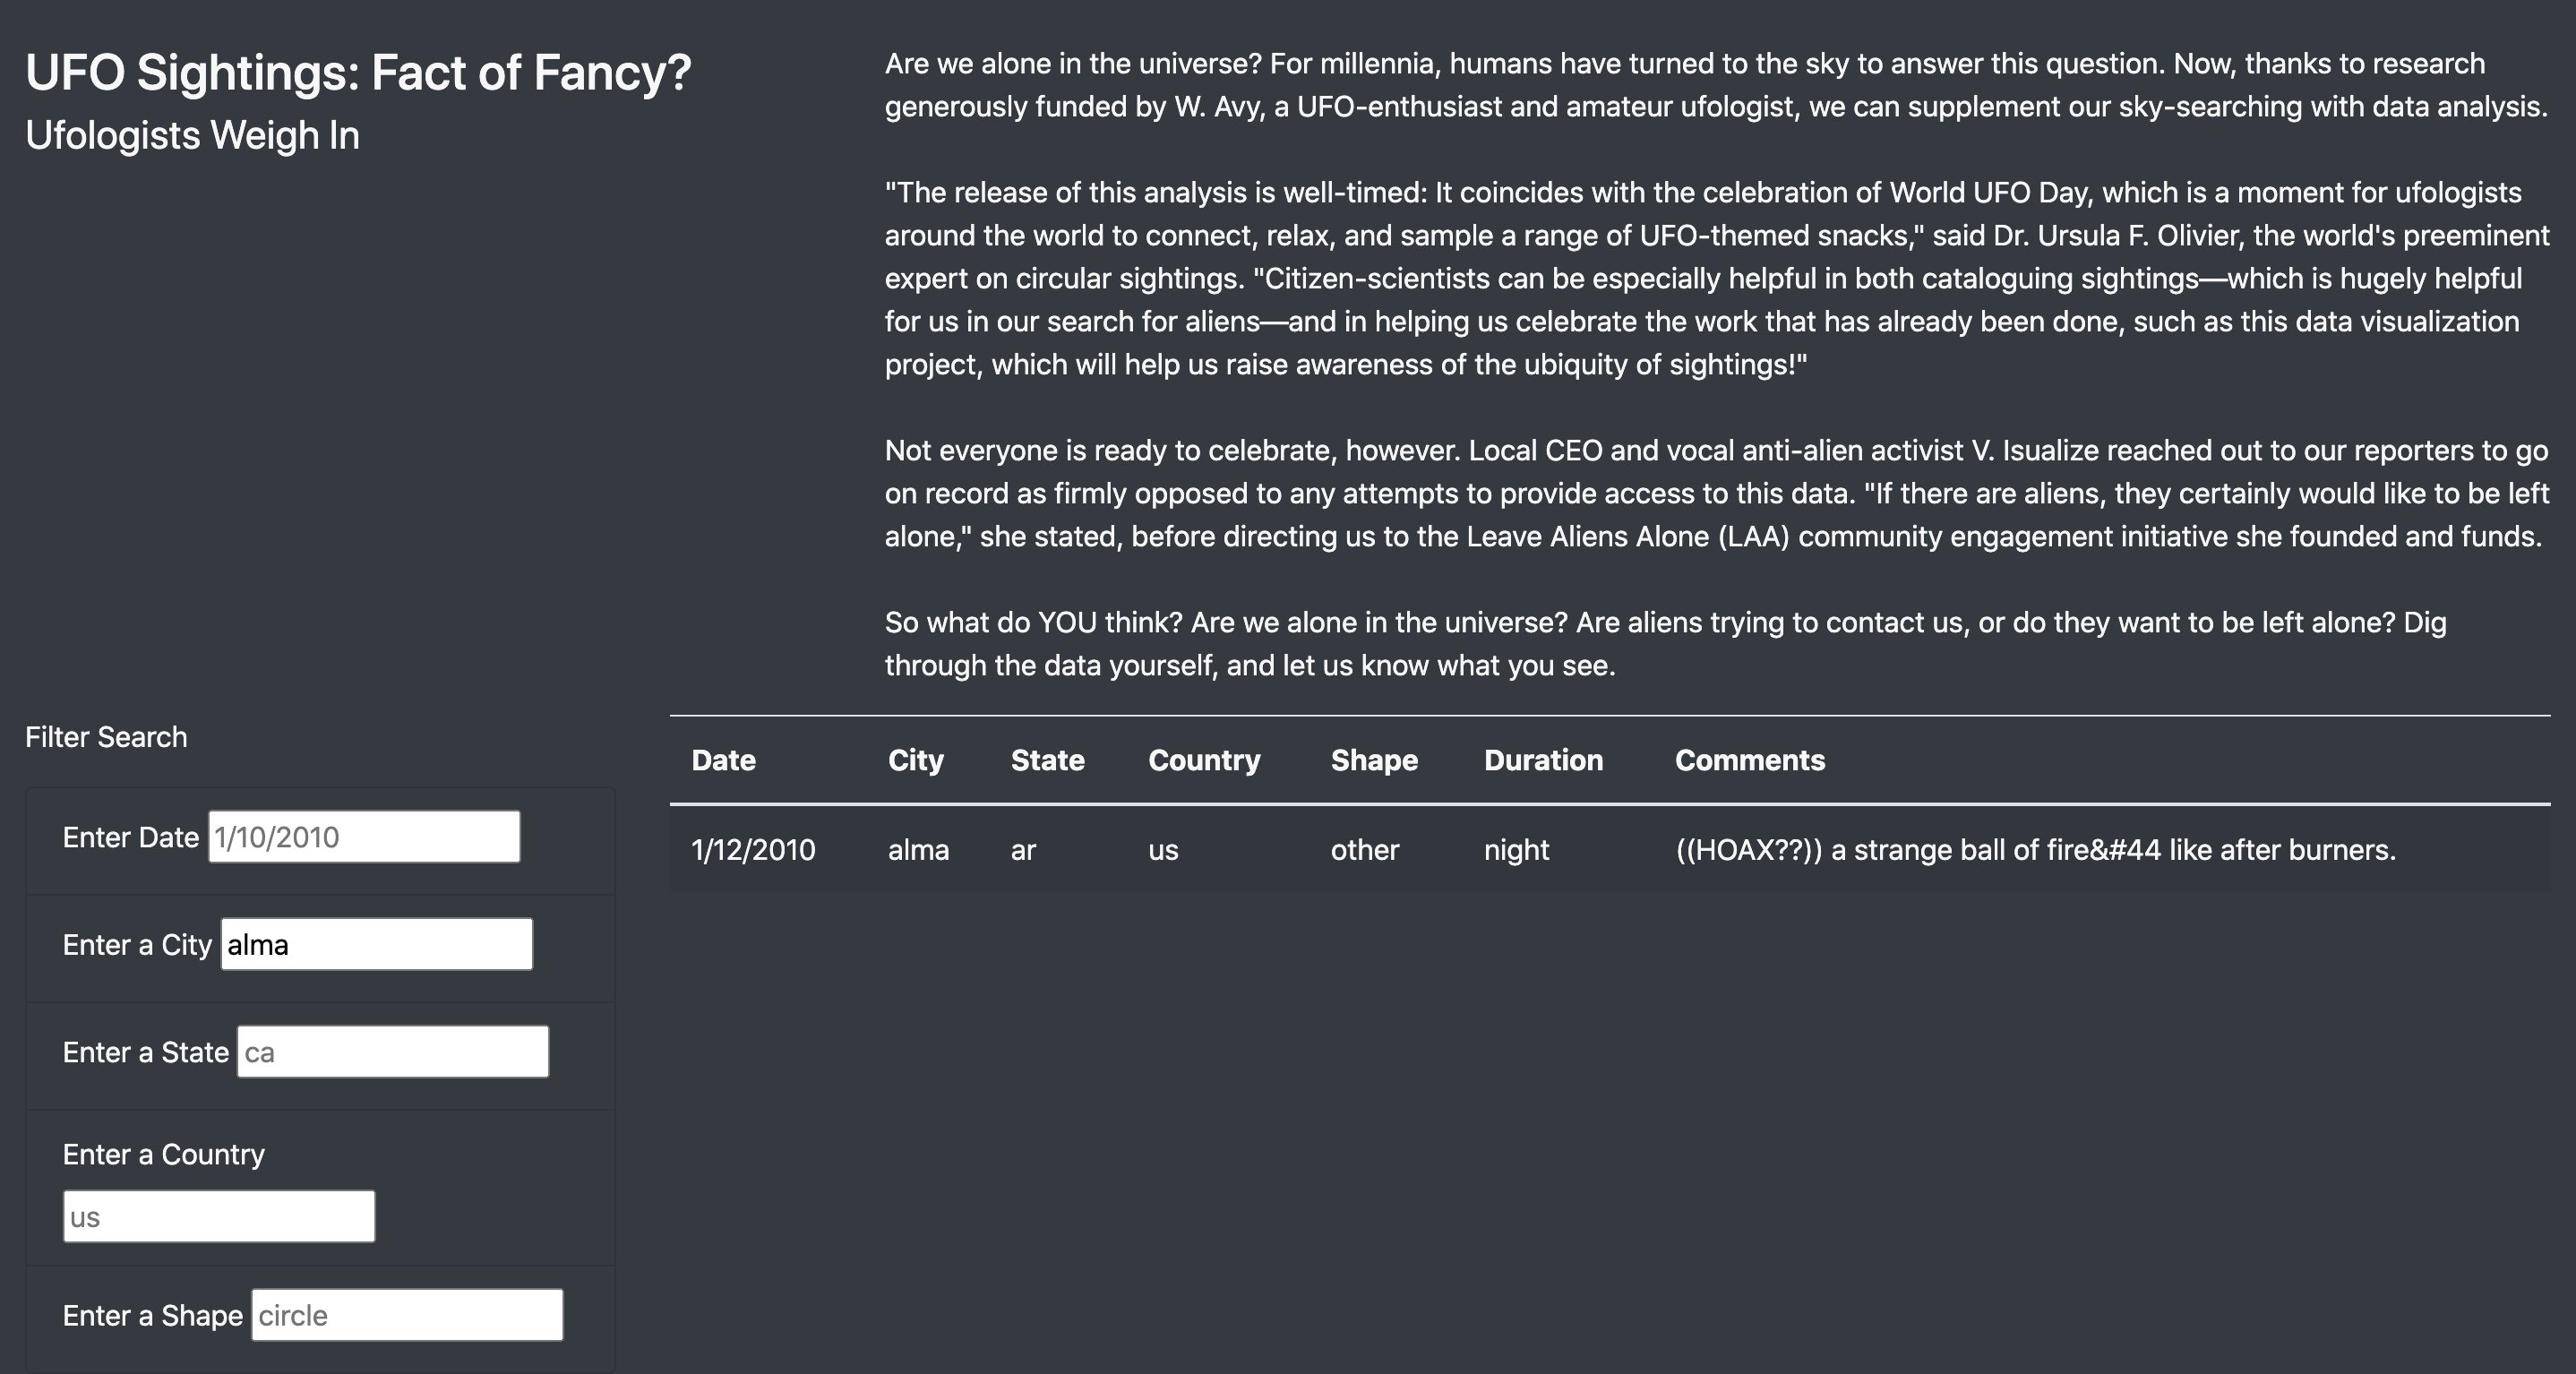 UFO Sightings: Fact of Fancy?
Ufologists Weigh In
Are we alone in the universe? For millennia, humans have turned to the sky to answer this question. Now, thanks to research
generously funded by W. Avy, a UFO-enthusiast and amateur ufologist, we can supplement our sky-searching with data analysis.
"The release of this analysis is well-timed: It coincides with the celebration of World UFO Day, which is a moment for ufologists
around the world to connect, relax, and sample a range of UFO-themed snacks," said Dr. Ursula F. Olivier, the world's preeminent
expert on circular sightings. "Citizen-scientists can be especially helpful in both cataloguing sightings—which is hugely helpful
for us in our search for aliens—and in helping us celebrate the work that has already been done, such as this data visualization
project, which will help us raise awareness of the ubiquity of sightings!"
Not everyone is ready to celebrate, however. Local CEO and vocal anti-alien activist V. Isualize reached out to our reporters to go
on record as firmly opposed to any attempts to provide access to this data. "If there are aliens, they certainly would like to be left
alone," she stated, before directing us to the Leave Aliens Alone (LAA) community engagement initiative she founded and funds.
So what do YOU think? Are we alone in the universe? Are aliens trying to contact us, or do they want to be left alone? Dig
through the data yourself, and let us know what you see.
Filter Search
Enter Date 1/10/2010
Enter a City alma
Enter a State ca
Enter a Country
us
Enter a Shape circle
Date City State Country Shape Duration Comments
1/12/2010 alma ar us other night ((HOAX??)) a strange ball of fire&#44 like after burners.